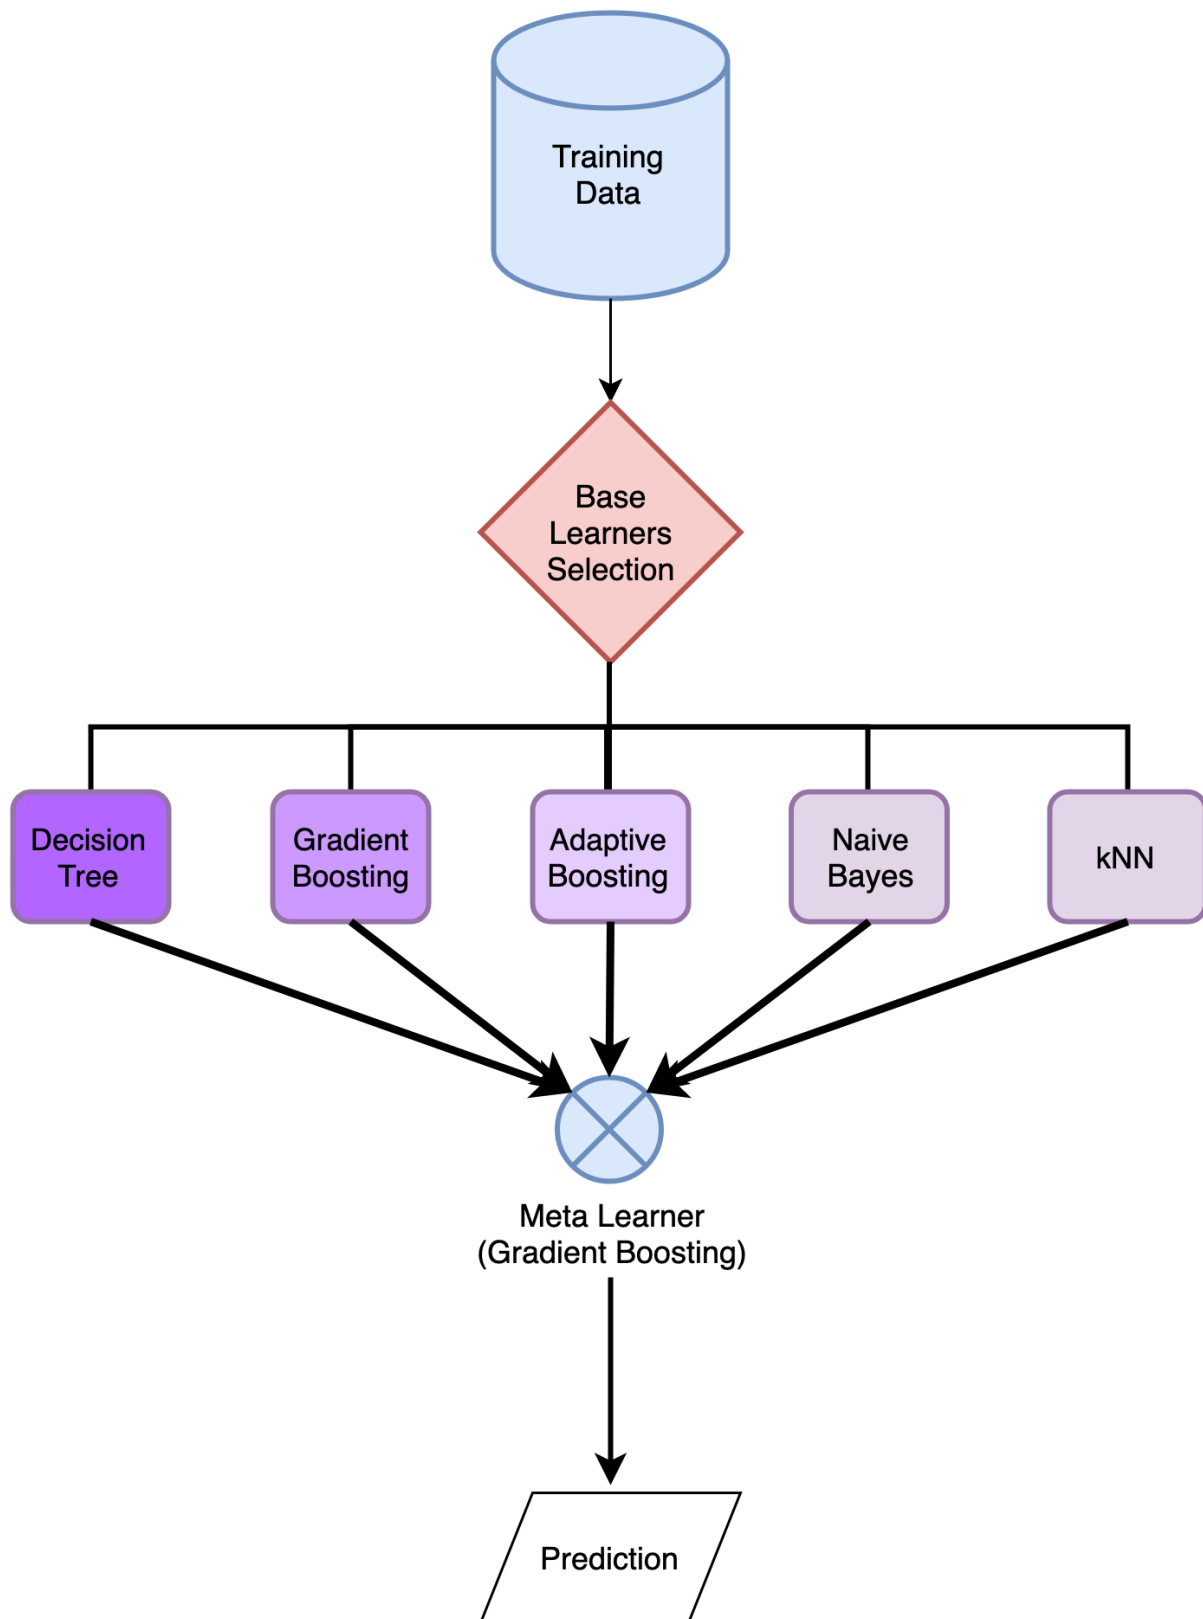 Training
Data
Base
Learners
Selection
Decision
Tree
Gradient
Boosting
Adaptive
Boosting
Naive
Bayes
kNN
Meta Learner
(Gradient Boosting)
Prediction